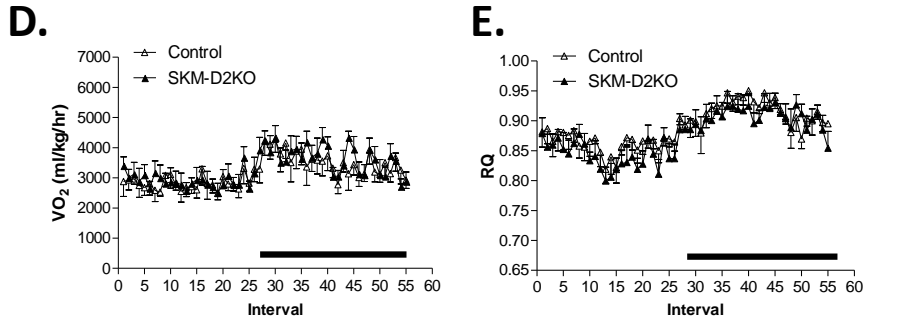 D.
Control
SKM-D2KO
7000
6000
5000
4000
3000
2000
1000
0
VO2 (ml/kg/hr)
0 5 10 15 20 25 30 35 40 45 50 55 60
Interval
E.
Control
SKM-D2KO
1.00
0.95
0.90
0.85
0.80
0.75
0.70
0.65
RQ
0 5 10 15 20 25 30 35 40 45 50 55 60
Interval